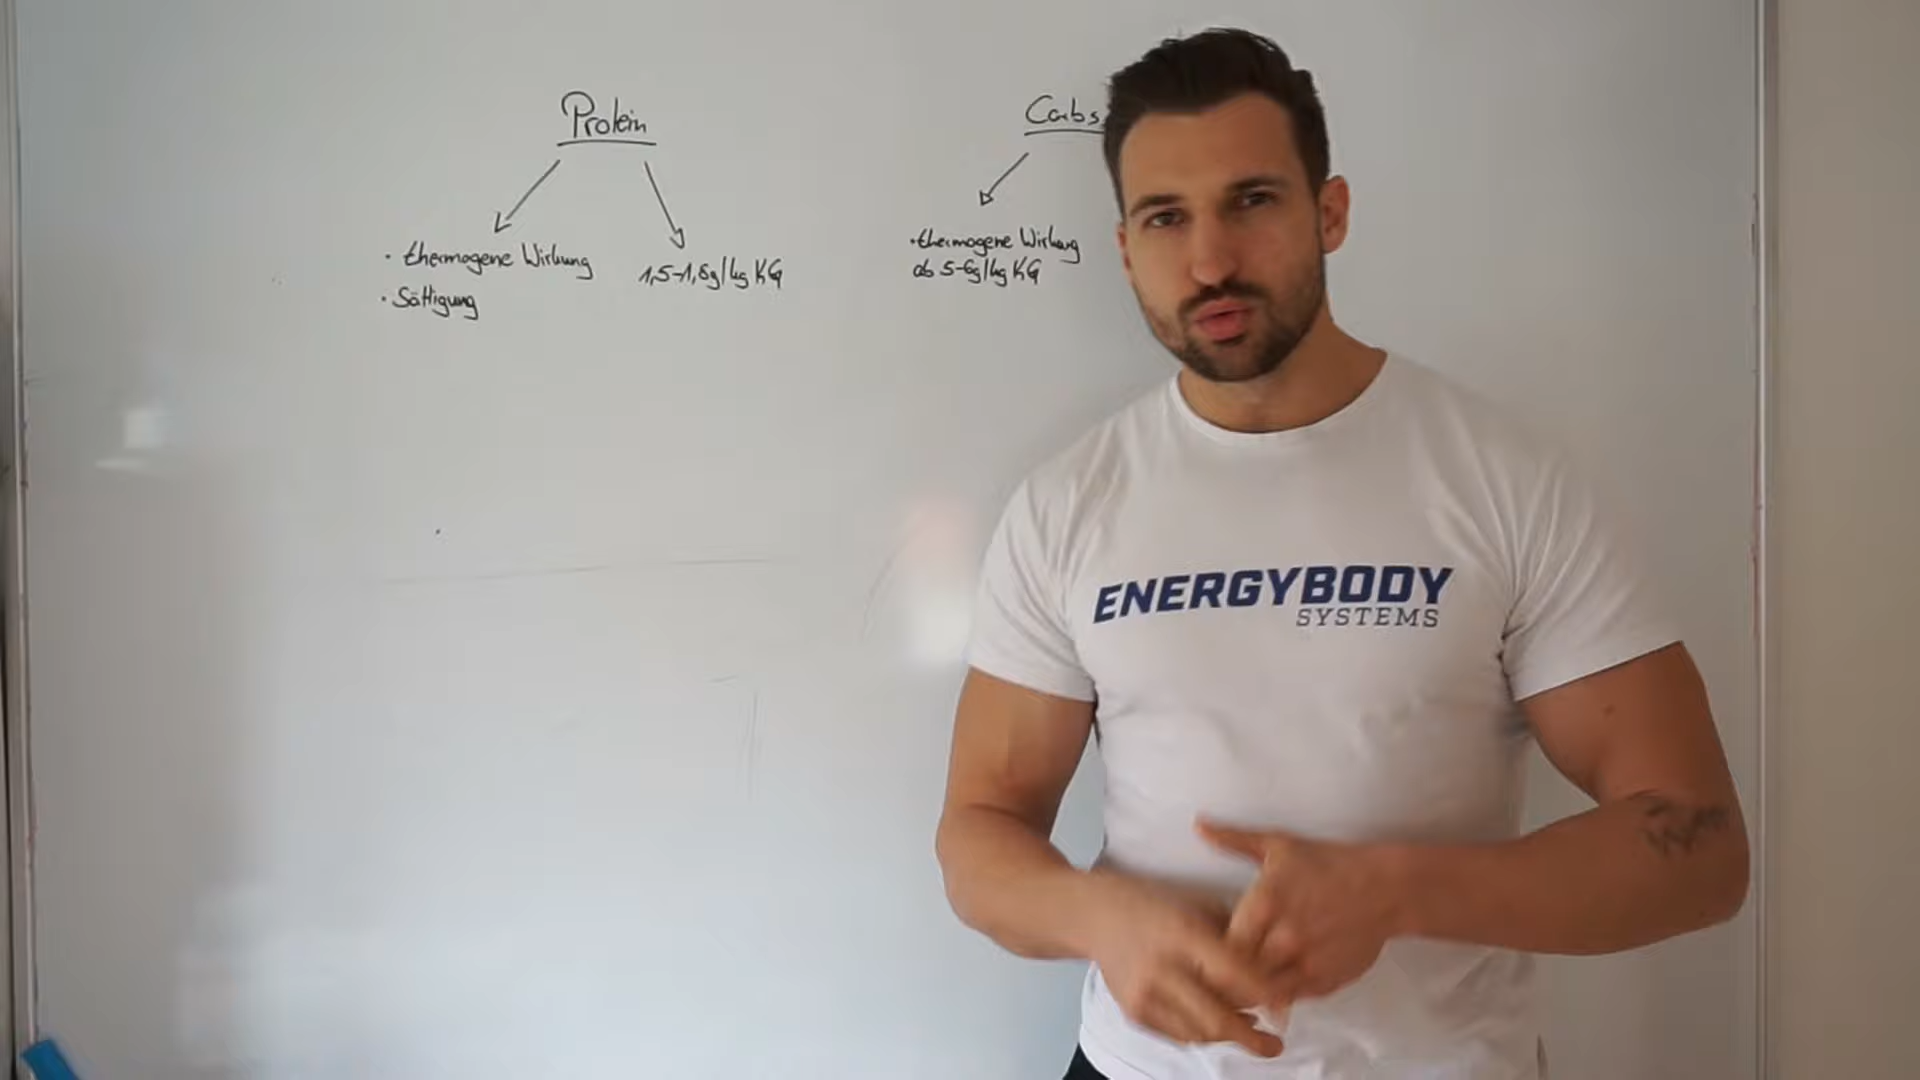 Protein
Carbs
• thermogene Wirkung
• Sättigung
1,5-1,8g/kg KG
• thermogene Wirkung
ab 5-6g/kg KG
ENERGYBODY
SYSTEMS